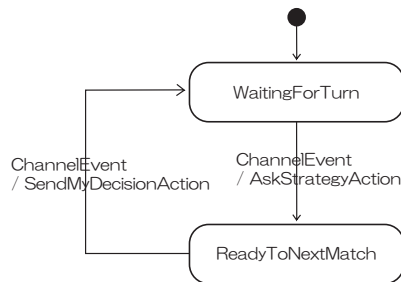 WaitingForTurn
ChannelEvent
/ SendMyDecisionAction
ChannelEvent
/ AskStrategyAction
ReadyToNextMatch